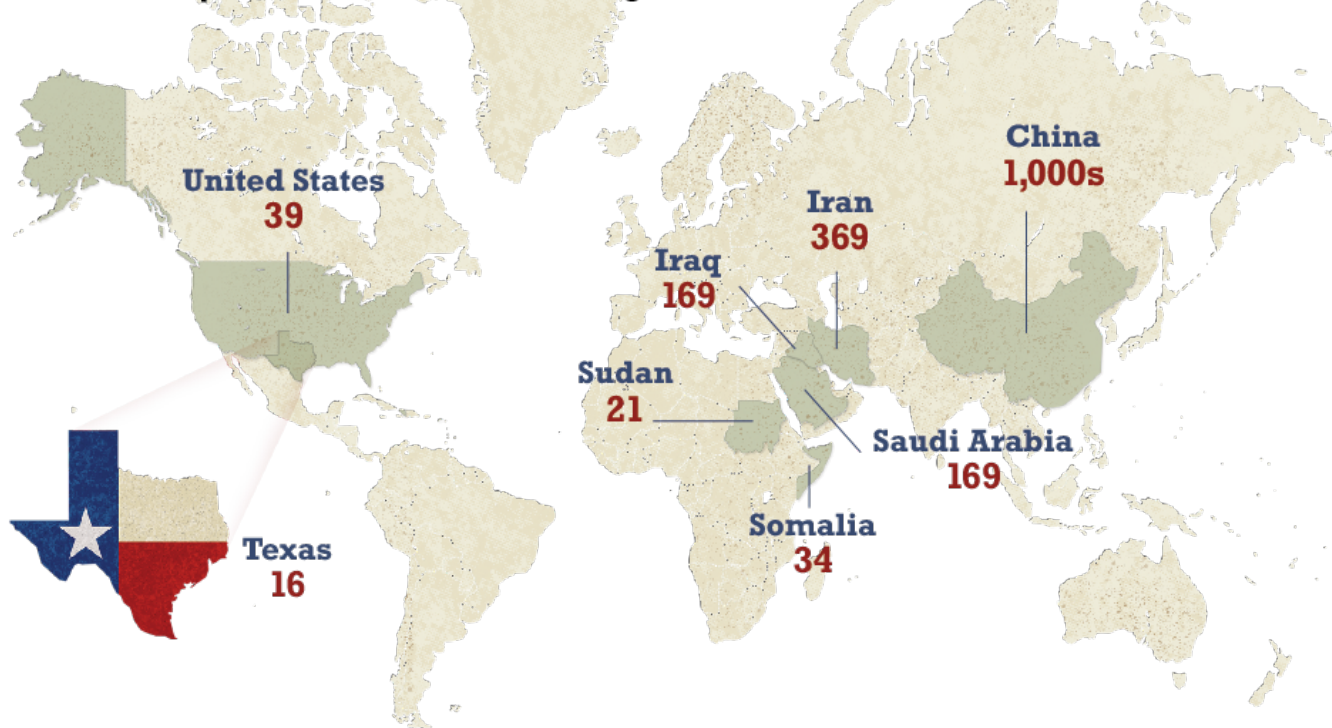 United States
39
China
1,000s
Iran
369
Iraq
169
Sudan
21
Saudi Arabia
169
Somalia
34
Texas
16